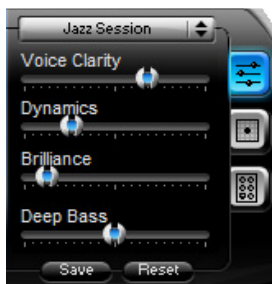 Jazz Session
Voice Clarity
Dynamics
Brilliance
Deep Bass
Save Reset